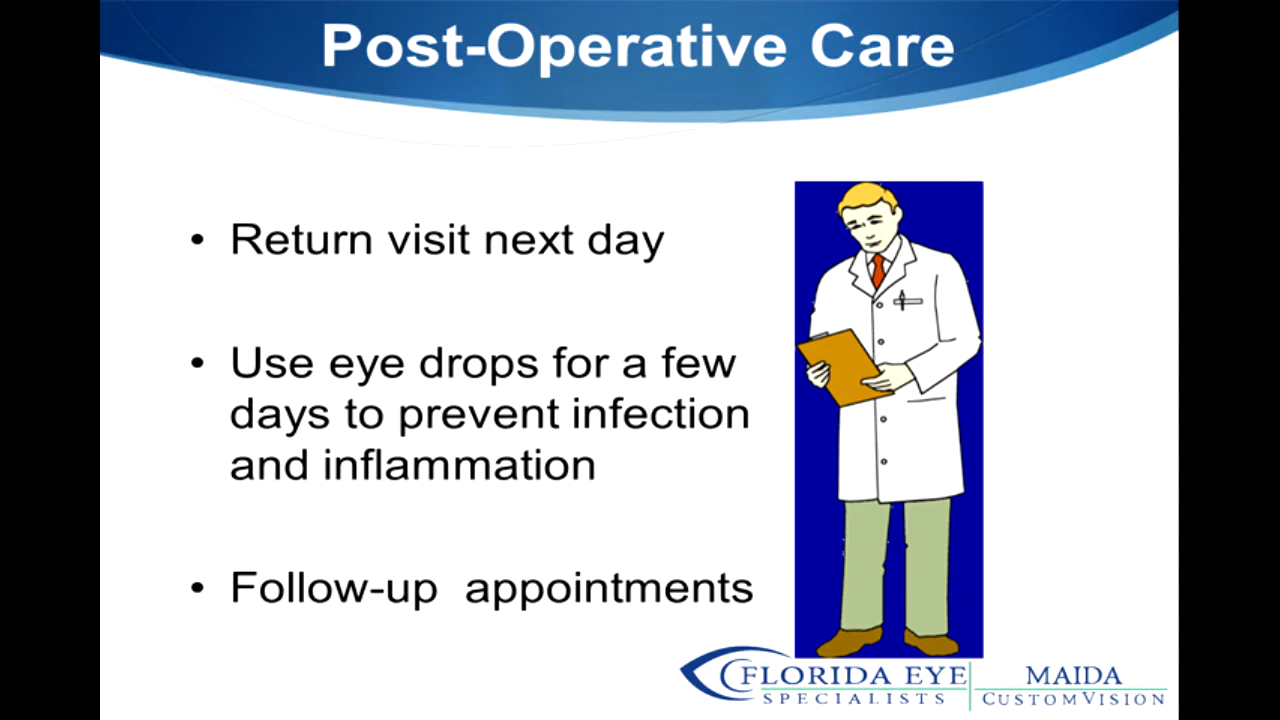 Post-Operative Care
• Return visit next day
• Use eye drops for a few
days to prevent infection
and inflammation
• Follow-up appointments
FLORIDA EYE
SPECIALISTS
MAIDA
CUSTOMVISION